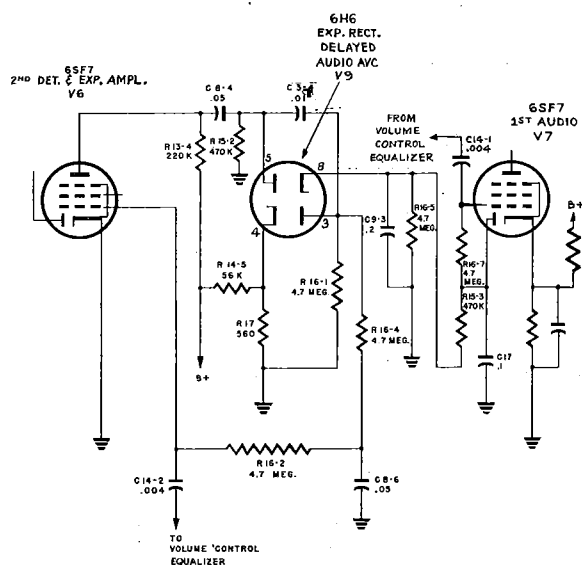 6H6
EXP. RECT.
DELAYED
AUDIO AVC
V9
6SF7
2ND DET. & EXP. AMPL.
V6
C8-4
.05
.01
FROM
VOLUME
CONTROL
EQUALIZER
6SF7
1ST AUDIO
V7
C14-1
.004
R13-4
220K
R15-2
470K
5
8
4
3
B+
C9-3
.2
R16-5
4.7
MEG.
R16-7
4.7
MEG.
R15-3
470K
R14-5
56K
R16-1
4.7 MEG.
R17
560
R16-4
4.7 MEG.
C17
.1
B+
R16-2
4.7 MEG.
C14-2
.004
C8-6
.05
TO
VOLUME CONTROL
EQUALIZER